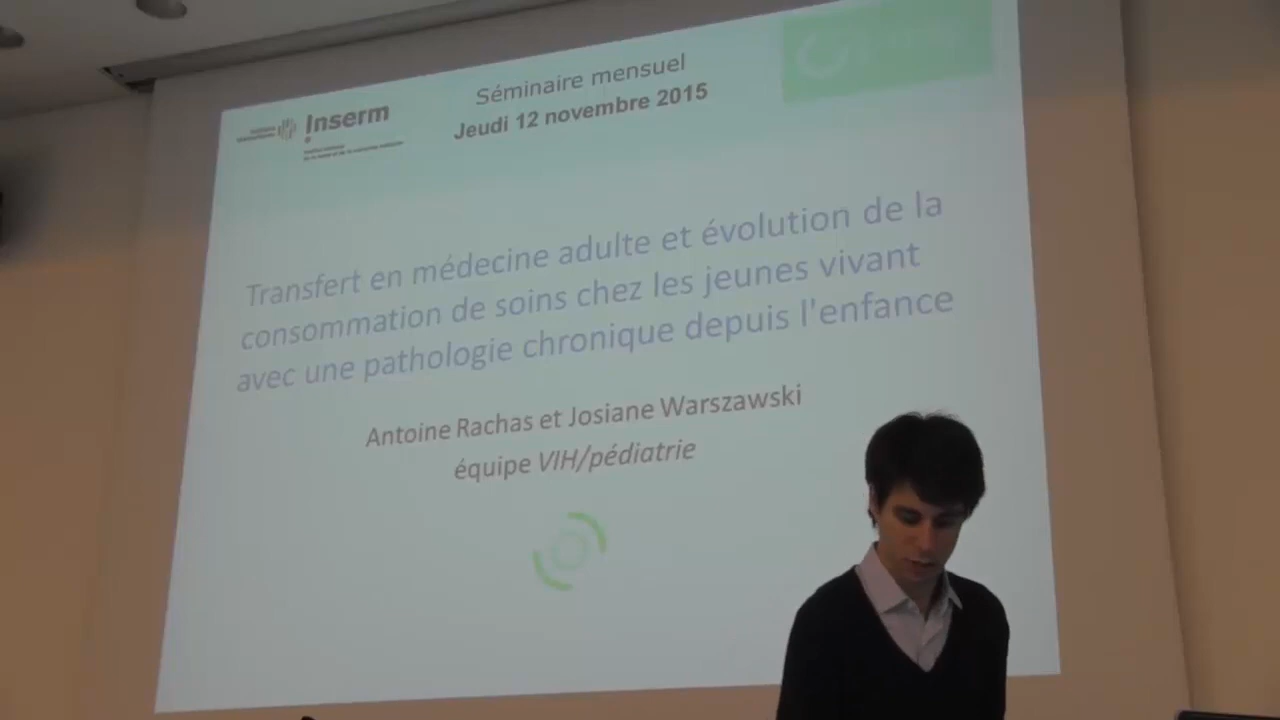 Inserm
Séminaire mensuel
Jeudi 12 novembre 2015
Transfert en médecine adulte et évolution de la
consommation de soins chez les jeunes vivant
avec une pathologie chronique depuis l'enfance
Antoine Rachas et Josiane Warszawski
équipe VIH/pédiatrie